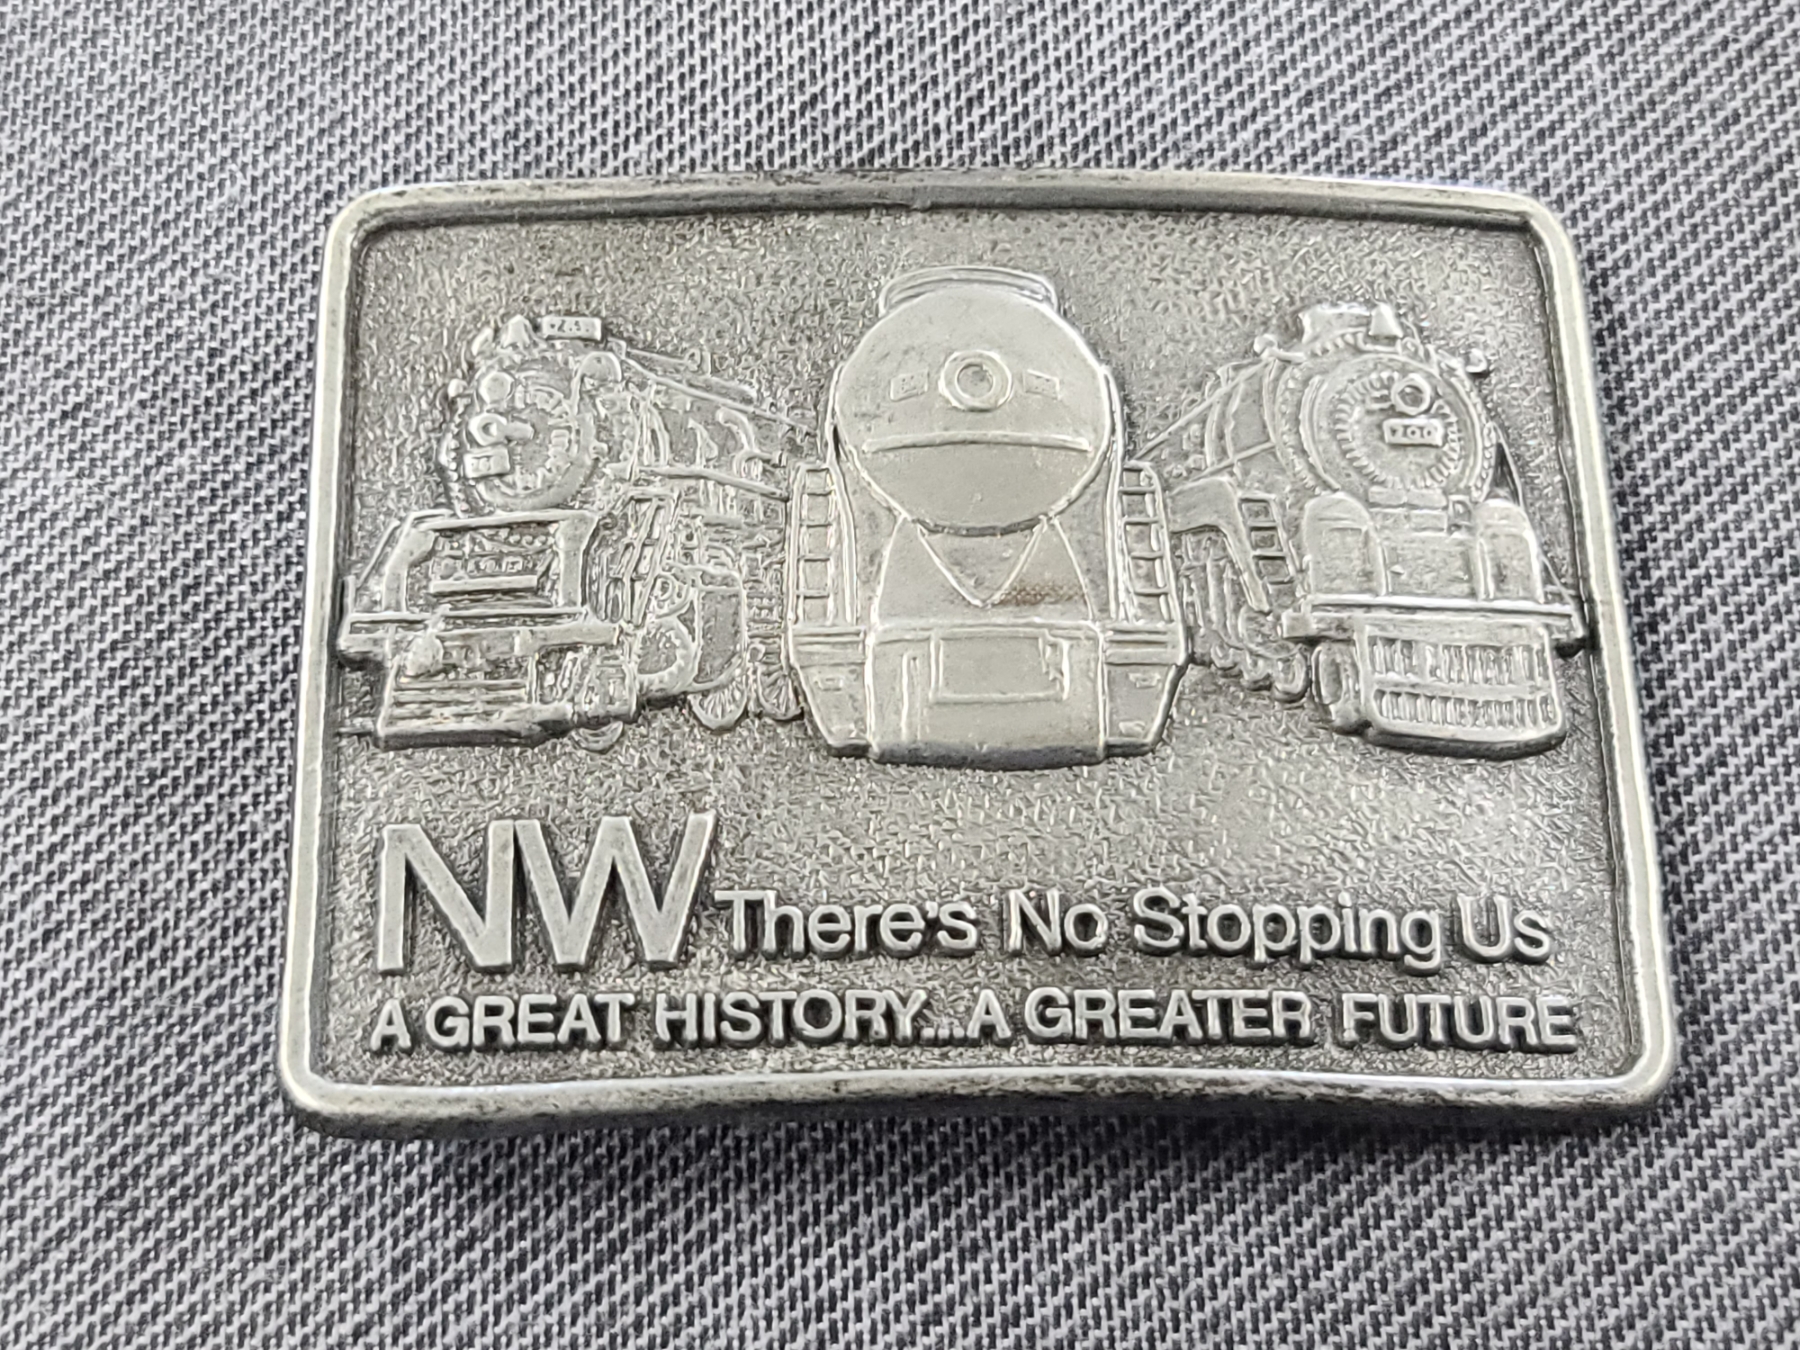 NW There's No Stopping Us
A GREAT HISTORY...A GREATER FUTURE